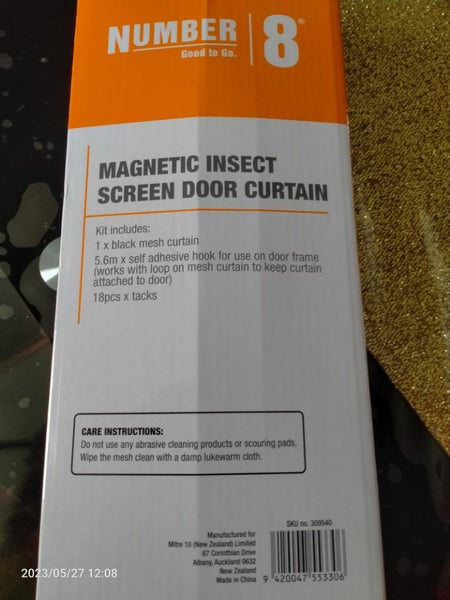 NUMBER 8®
Good to Go.
MAGNETIC INSECT
SCREEN DOOR CURTAIN
Kit includes:
1 x black mesh curtain
5.6m x self adhesive hook for use on door frame
(works with loop on mesh curtain to keep curtain
attached to door)
18pcs x tacks
CARE INSTRUCTIONS:
Do not use any abrasive cleaning products or scouring pads.
Wipe the mesh clean with a damp lukewarm cloth.
SKU no. 309540
Manufactured for
Mitre 10 (New Zealand) Limited
67 Corinthian Drive
Albany, Auckland 0632
New Zealand
Made in China
9 420047 553306
2023/05/27 12:08